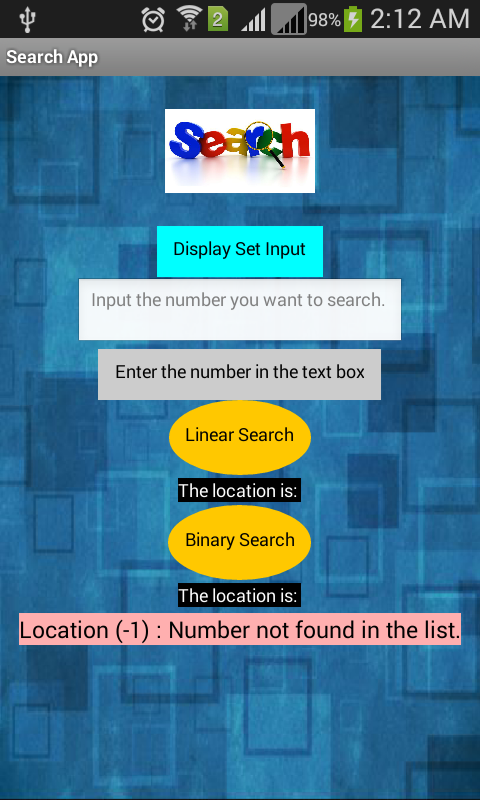 2 98% 2:12 AM
Search App
Search
Display Set Input
Input the number you want to search.
Enter the number in the text box
Linear Search
The location is:
Binary Search
The location is:
Location (-1) : Number not found in the list.